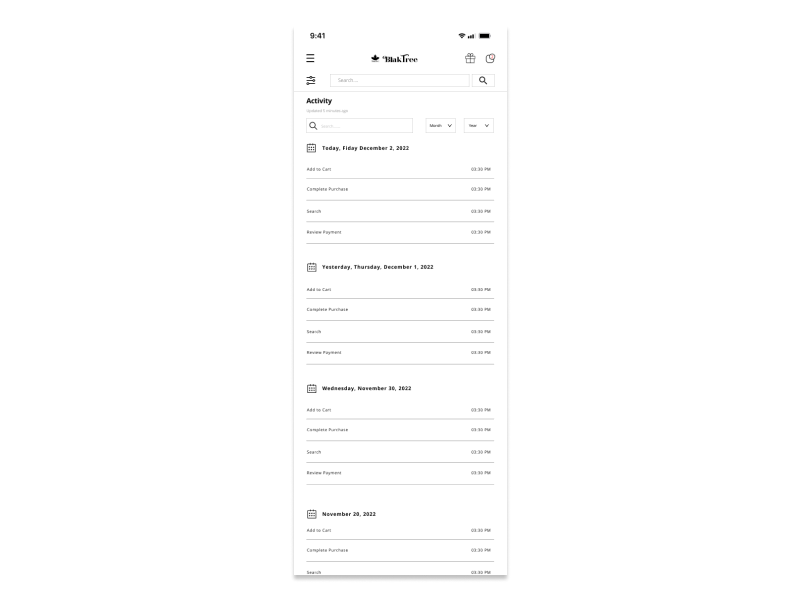 9:41
BlakTree
Search ...
Activity
Updated 5 minutes ago
Search ...
Month
Year
Today, Fiday December 2, 2022
Add to Cart 03:30 PM
Complete Purchase 03:30 PM
Search 03:30 PM
Review Payment 03:30 PM
Yesterday, Thursday, December 1, 2022
Add to Cart 03:30 PM
Complete Purchase 03:30 PM
Search 03:30 PM
Review Payment 03:30 PM
Wednesday, November 30, 2022
Add to Cart 03:30 PM
Complete Purchase 03:30 PM
Search 03:30 PM
Review Payment 03:30 PM
November 20, 2022
Add to Cart 03:30 PM
Complete Purchase 03:30 PM
Search 03:30 PM